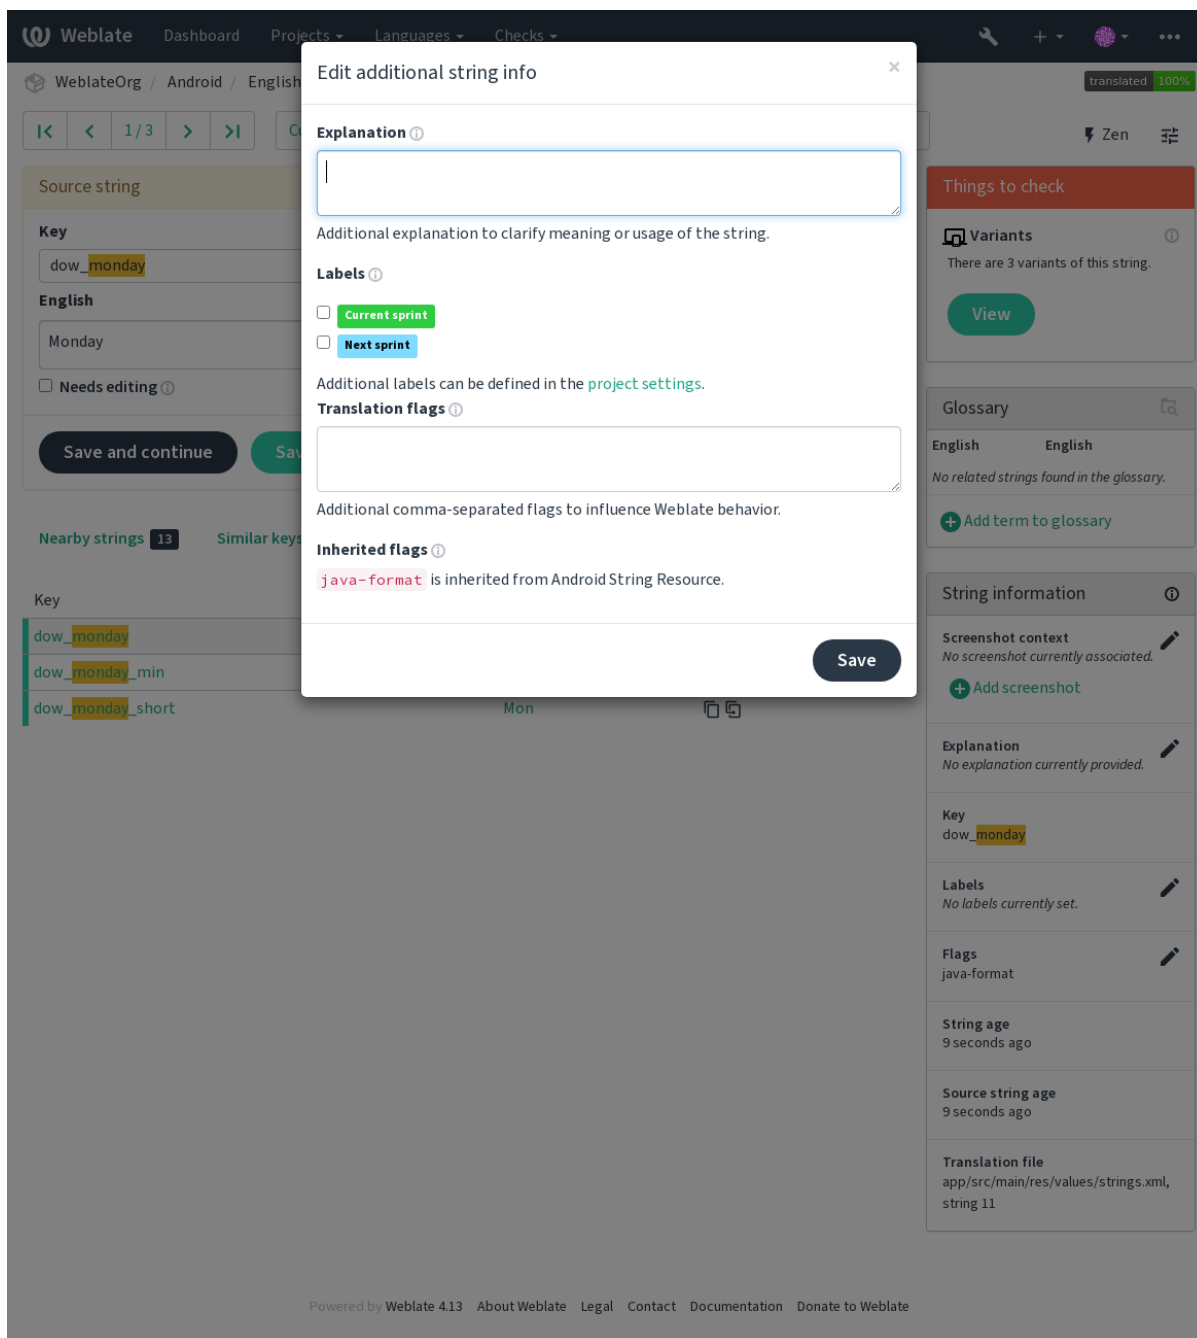 Weblate Dashboard Projects Languages Checks
WeblateOrg / Android / English
translated 100%
1 / 3
Zen
Edit additional string info
×
Explanation
Additional explanation to clarify meaning or usage of the string.
Labels
Current sprint
Next sprint
Additional labels can be defined in the project settings.
Translation flags
Additional comma-separated flags to influence Weblate behavior.
Inherited flags
java-format is inherited from Android String Resource.
Save
Source string
Key
dow_monday
English
Monday
Needs editing
Save and continue
Nearby strings 13 Similar keys
Key
dow_monday
dow_monday_min
dow_monday_short Mon
Things to check
Variants
There are 3 variants of this string.
View
Glossary
English English
No related strings found in the glossary.
Add term to glossary
String information
Screenshot context
No screenshot currently associated.
Add screenshot
Explanation
No explanation currently provided.
Key
dow_monday
Labels
No labels currently set.
Flags
java-format
String age
9 seconds ago
Source string age
9 seconds ago
Translation file
app/src/main/res/values/strings.xml,
string 11
Powered by Weblate 4.13 About Weblate Legal Contact Documentation Donate to Weblate